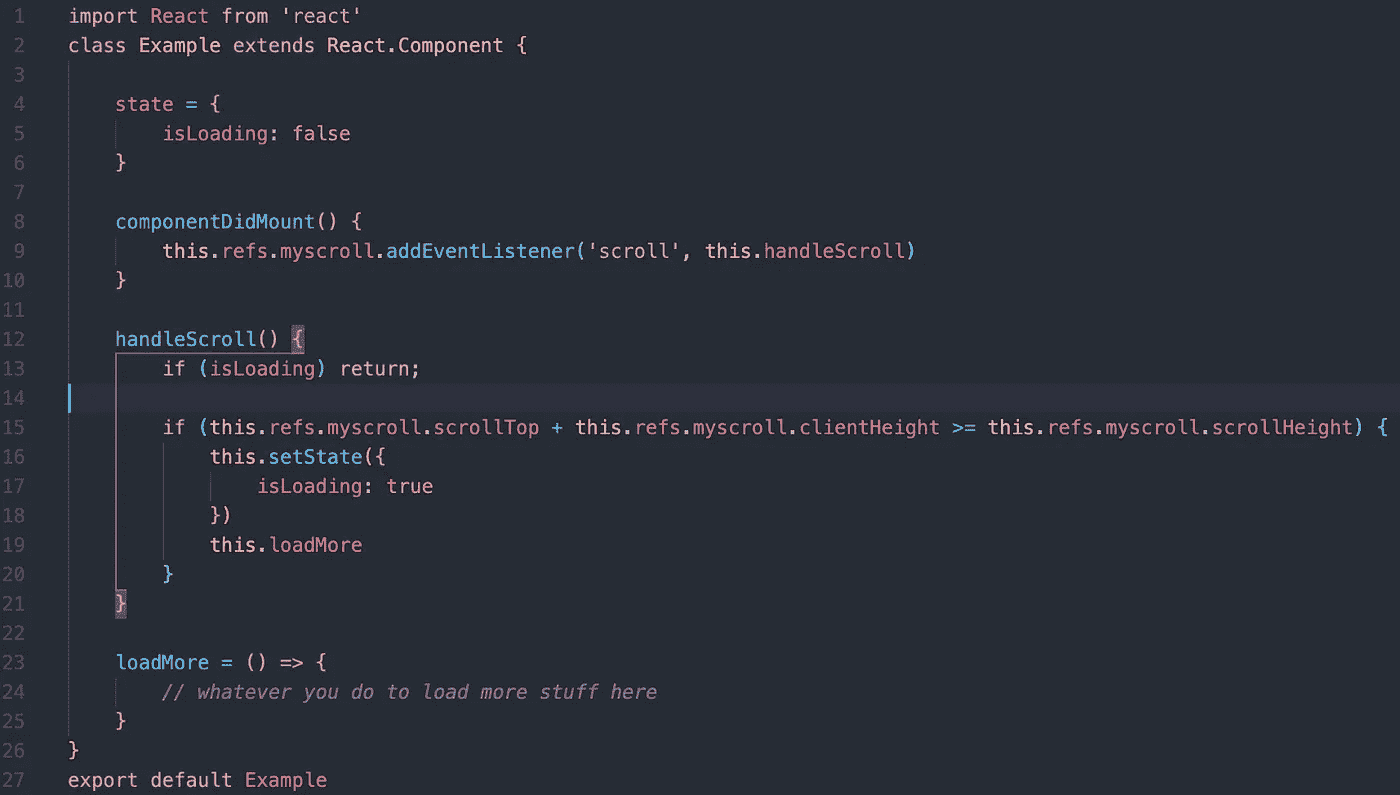 1 import React from 'react'
2 class Example extends React.Component {
3
4 state = {
5 isLoading: false
6 }
7
8 componentDidMount() {
9 this.refs.myscroll.addEventListener('scroll', this.handleScroll)
10 }
11
12 handleScroll() {
13 if (isLoading) return;
14
15 if (this.refs.myscroll.scrollTop + this.refs.myscroll.clientHeight >= this.refs.myscroll.scrollHeight) {
16 this.setState({
17 isLoading: true
18 })
19 this.loadMore
20 }
21 }
22
23 loadMore = () => {
24 // whatever you do to load more stuff here
25 }
26 }
27 export default Example